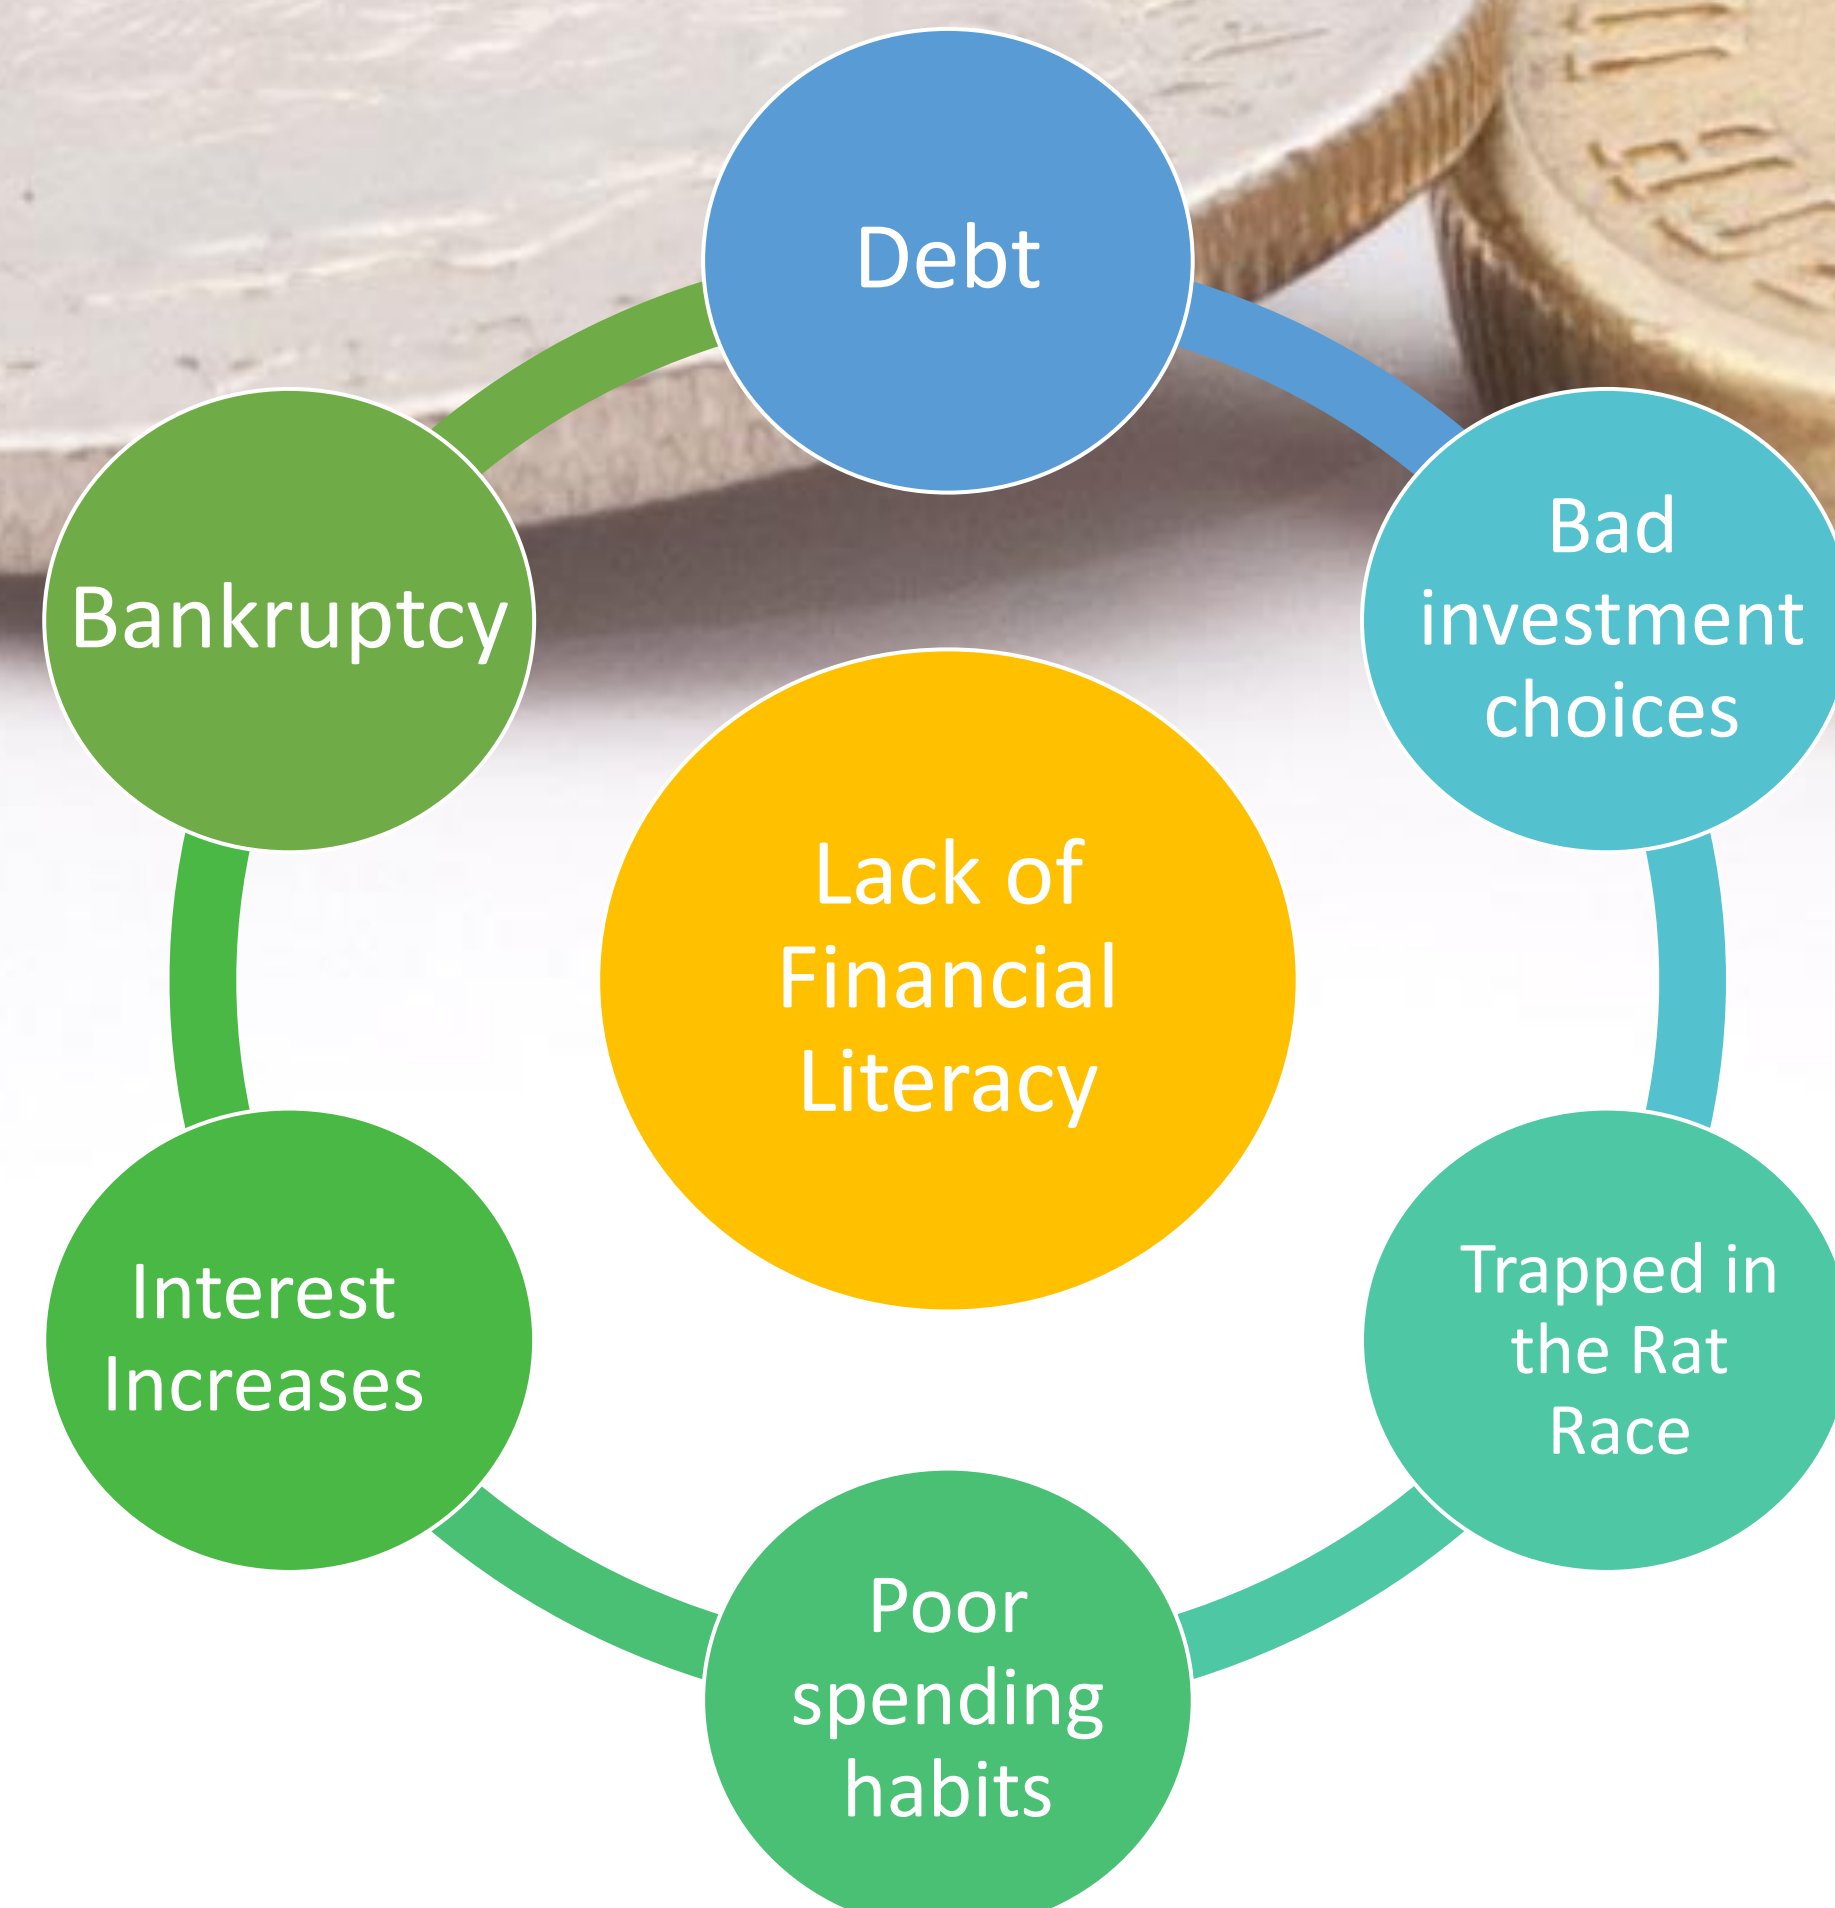 Debt
Bad
investment
choices
Trapped in
the Rat
Race
Poor
spending
habits
Interest
Increases
Bankruptcy
Lack of
Financial
Literacy